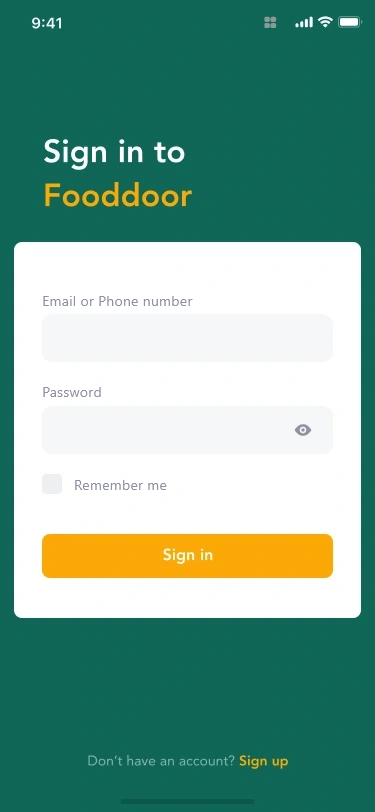 9:41
Sign in to
Fooddoor
Email or Phone number
Password
Remember me
Sign in
Don't have an account? Sign up